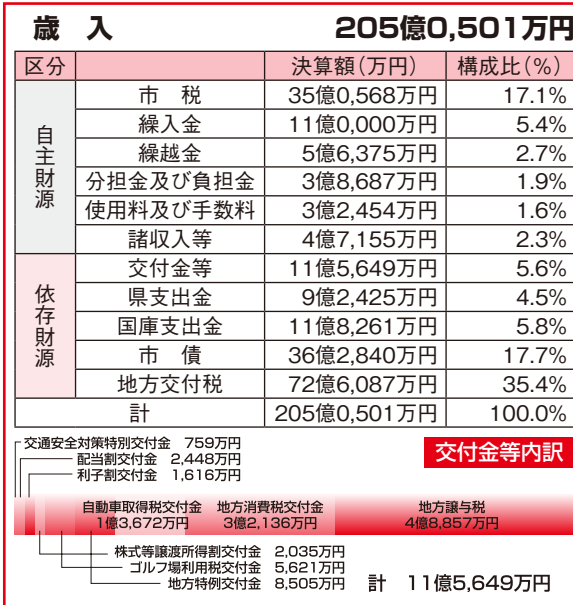 歳 入 205億0,501万円
区分 決算額(万円) 構成比(%)
自主財源
市 税 35億0,568万円 17.1%
繰入金 11億0,000万円 5.4%
繰越金 5億6,375万円 2.7%
分担金及び負担金 3億8,687万円 1.9%
使用料及び手数料 3億2,454万円 1.6%
諸収入等 4億7,155万円 2.3%
依存財源
交付金等 11億5,649万円 5.6%
県支出金 9億2,425万円 4.5%
国庫支出金 11億8,261万円 5.8%
市 債 36億2,840万円 17.7%
地方交付税 72億6,087万円 35.4%
計 205億0,501万円 100.0%
交付金等内訳
交通安全対策特別交付金 759万円
配当割交付金 2,448万円
利子割交付金 1,616万円
自動車取得税交付金 地方消費税交付金 地方譲与税
1億3,672万円 3億2,136万円 4億8,857万円
株式等譲渡所得割交付金 2,035万円
ゴルフ場利用税交付金 5,621万円
地方特例交付金 8,505万円
計 11億5,649万円